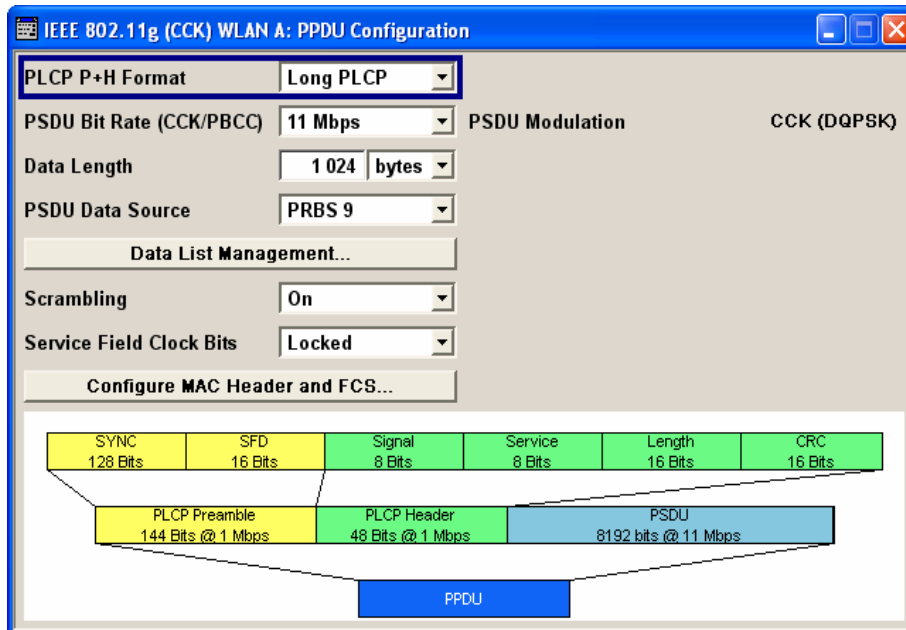 IEEE 802.11g (CCK) WLAN A: PPDU Configuration
PLCP P+H Format Long PLCP
PSDU Bit Rate (CCK/PBCC) 11 Mbps PSDU Modulation CCK (DQPSK)
Data Length 1 024 bytes
PSDU Data Source PRBS 9
Data List Management...
Scrambling On
Service Field Clock Bits Locked
Configure MAC Header and FCS...
SYNC SFD Signal Service Length CRC
128 Bits 16 Bits 8 Bits 8 Bits 16 Bits 16 Bits
PLCP Preamble PLCP Header PSDU
144 Bits @ 1 Mbps 48 Bits @ 1 Mbps 8192 bits @ 11 Mbps
PPDU